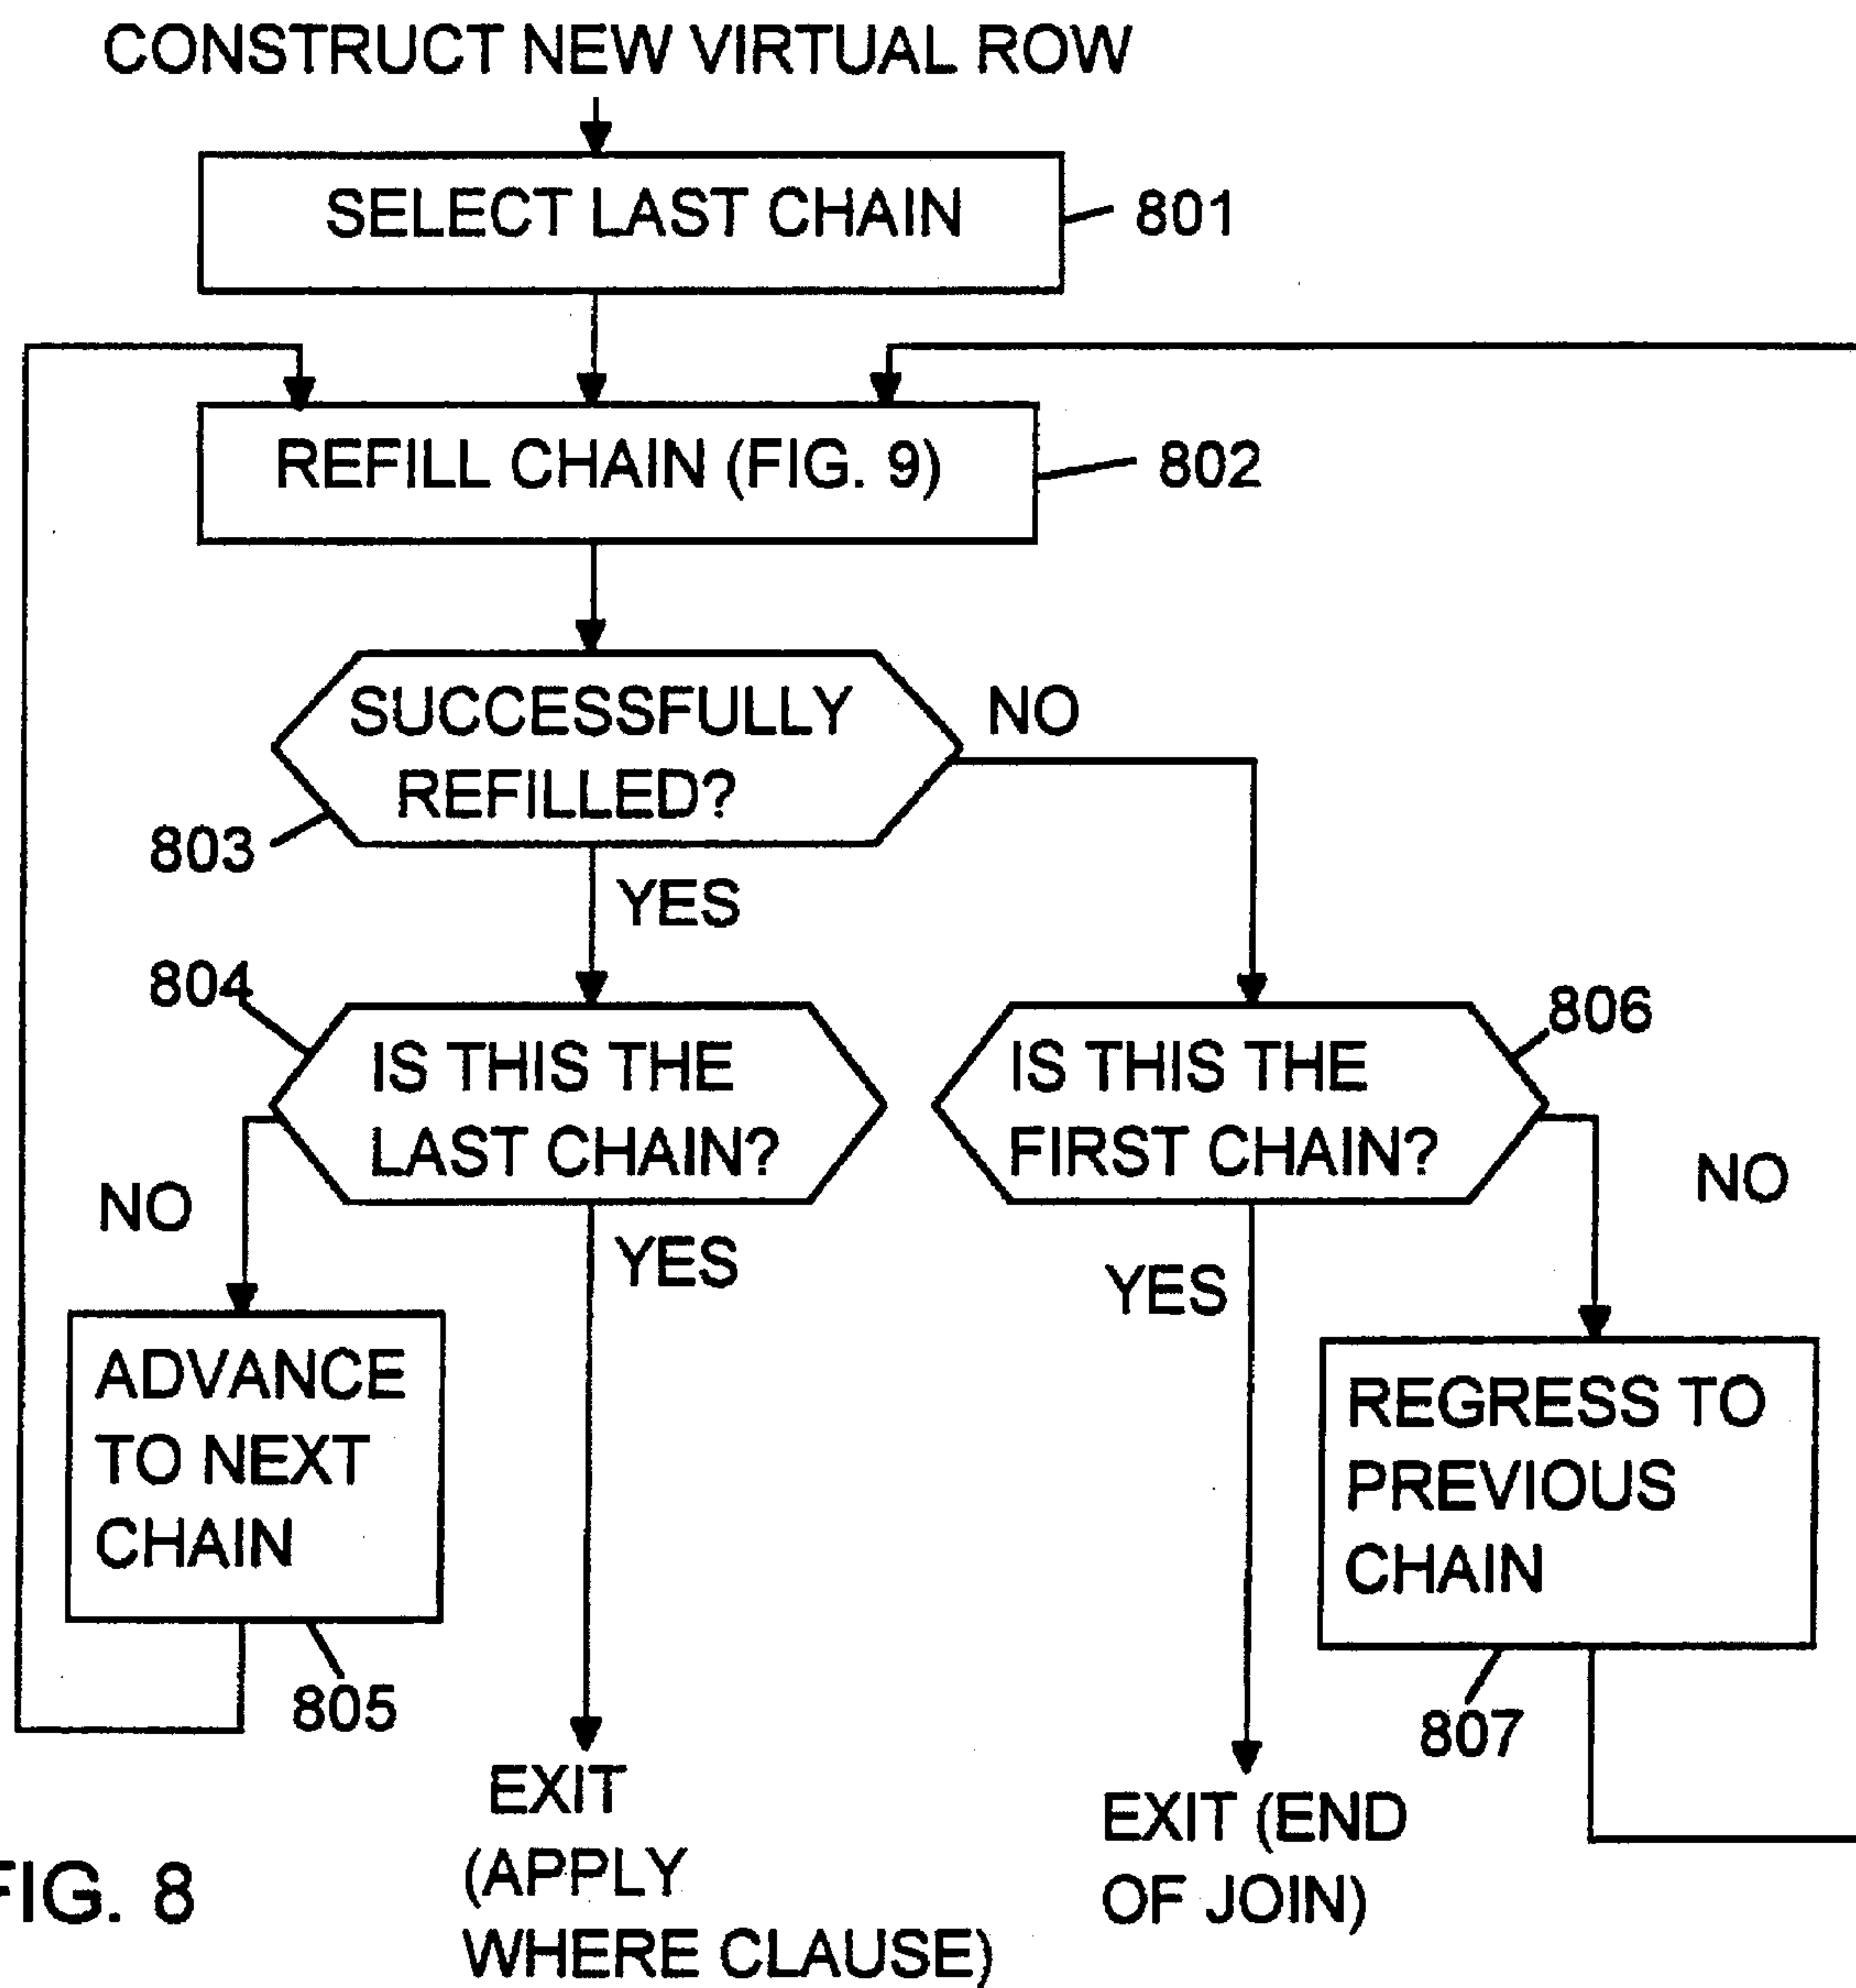 CONSTRUCT NEW VIRTUAL ROW
SELECT LAST CHAIN
801
REFILL CHAIN (FIG. 9)
802
SUCCESSFULLY
REFILLED?
NO
803
YES
804
IS THIS THE
LAST CHAIN?
806
IS THIS THE
FIRST CHAIN?
NO
YES
YES
NO
ADVANCE
TO NEXT
CHAIN
805
REGRESS TO
PREVIOUS
CHAIN
807
EXIT
(APPLY
WHERE CLAUSE)
EXIT (END
OF JOIN)
FIG. 8